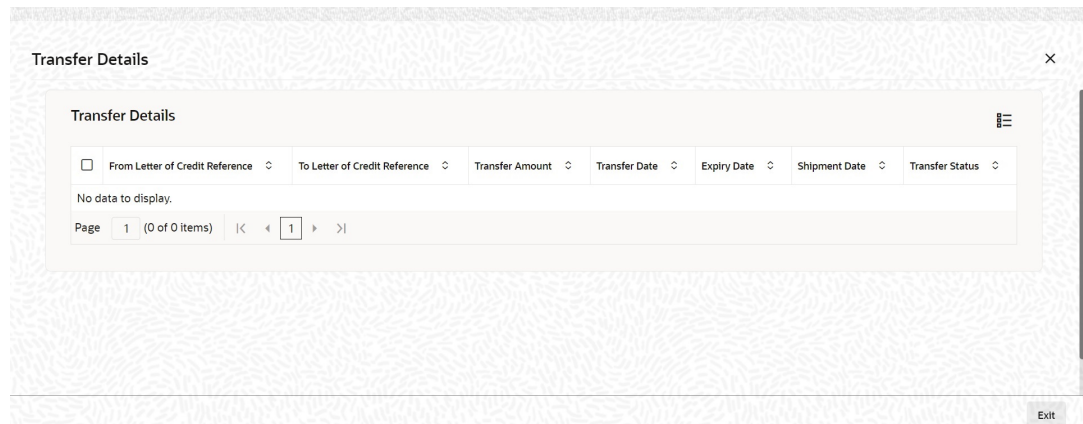 Transfer Details
Transfer Details
From Letter of Credit Reference To Letter of Credit Reference Transfer Amount Transfer Date Expiry Date Shipment Date Transfer Status
No data to display.
Page 1 (0 of 0 items) 1
Exit